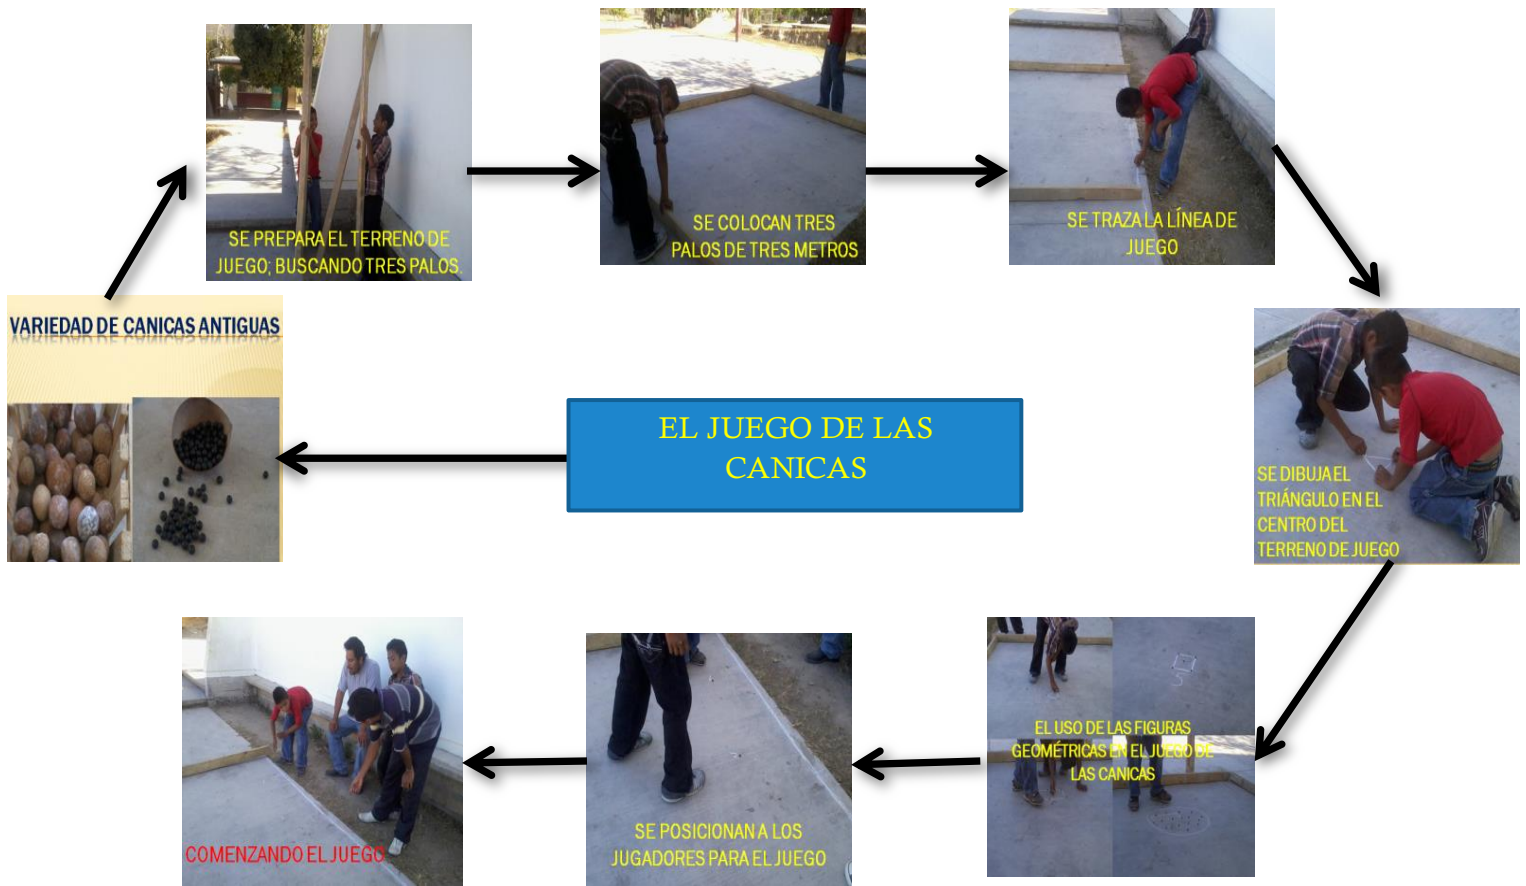 EL JUEGO DE LAS
CANICAS
VARIEDAD DE CANICAS ANTIGUAS
SE PREPARA EL TERRENO DE
JUEGO; BUSCANDO TRES PALOS.
SE COLOCAN TRES
PALOS DE TRES METROS
SE TRAZA LA LÍNEA DE
JUEGO
SE DIBUJA EL
TRIÁNGULO EN EL
CENTRO DEL
TERRENO DE JUEGO
EL USO DE LAS FIGURAS
GEOMÉTRICAS EN EL JUEGO DE
LAS CANICAS
SE POSICIONAN A LOS
JUGADORES PARA EL JUEGO
COMENZANDO EL JUEGO